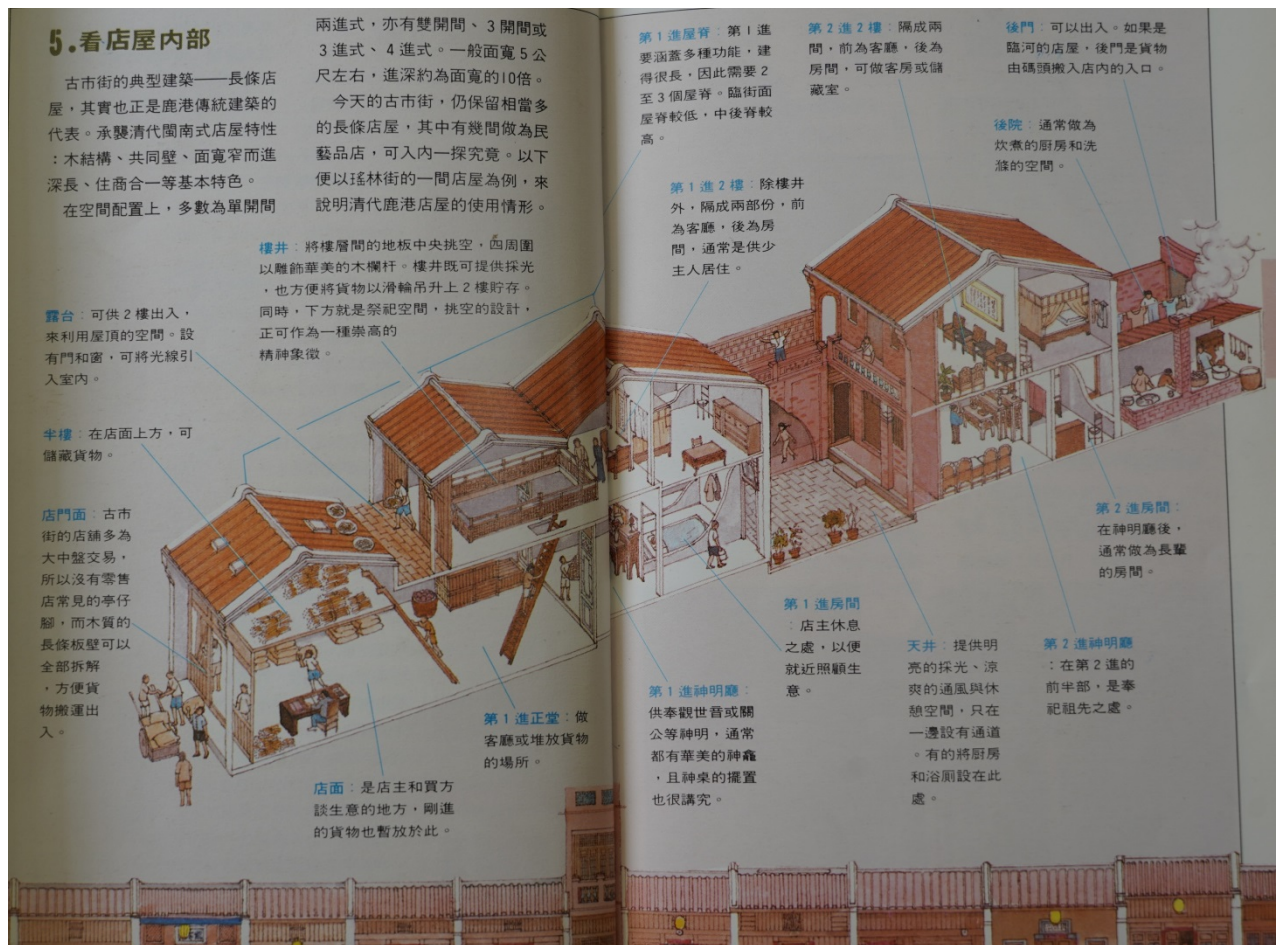 5.看店屋內部
古市街的典型建築——長條店
屋，其實也正是鹿港傳統建築的
代表。承襲清代閩南式店屋特性
：木結構、共同壁、面寬窄而進
深長、住商合一等基本特色。
在空間配置上，多數為單開間
兩進式，亦有雙開間、3開間或
3進式、4進式。一般面寬5公
尺左右，進深約為面寬的10倍。
今天的古市街，仍保留相當多
的長條店屋，其中有幾間做為民
藝品店，可入內一探究竟。以下
便以瑤林街的一間店屋為例，來
說明清代鹿港店屋的使用情形。
樓井：將樓層間的地板中央挑空，四周圍
以雕飾華美的木欄杆。樓井既可提供採光
，也方便將貨物以滑輪吊升上2樓貯存。
同時，下方就是祭祀空間，挑空的設計，
正可作為一種崇高的
精神象徵。
露台：可供2樓出入，
來利用屋頂的空間。設
有門和窗，可將光線引
入室內。
半樓：在店面上方，可
儲藏貨物。
店門面：古市
街的店舖多為
大中盤交易，
所以沒有零售
店常見的亭仔
腳，而木質的
長條板壁可以
全部拆解
，方便貨
物搬運出
入。
店面：是店主和買方
談生意的地方，剛進
的貨物也暫放於此。
第1進正堂：做
客廳或堆放貨物
的場所。
第1進屋脊：第1進
要涵蓋多種功能，建
得很長，因此需要2
至3個屋脊。臨街面
屋脊較低，中後脊較
高。
第1進2樓：除樓井
外，隔成兩部份，前
為客廳，後為房
間，通常是供少
主人居住。
第2進2樓：隔成兩
間，前為客廳，後為
房間，可做客房或儲
藏室。
後門：可以出入。如果是
臨河的店屋，後門是貨物
由碼頭搬入店內的入口。
後院：通常做為
炊煮的廚房和洗
滌的空間。
第2進房間：
在神明廳後，
通常做為長輩
的房間。
第1進房間
：店主休息
之處，以便
就近照顧生
意。
第1進神明廳：
供奉觀世音或關
公等神明，通常
都有華美的神龕
，且神桌的擺置
也很講究。
天井：提供明
亮的採光、涼
爽的通風與休
憩空間，只在
一邊設有通道
。有的將廚房
和浴廁設在此
處。
第2進神明廳
：在第2進的
前半部，是奉
祀祖先之處。